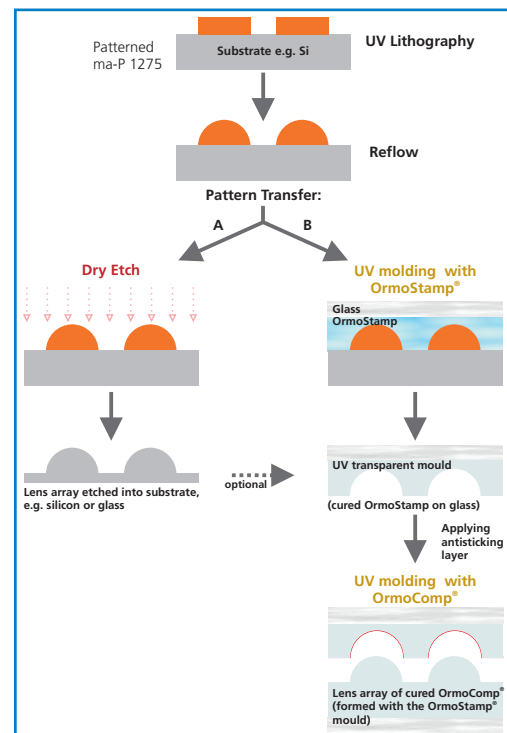 Patterned
ma-P 1275
Substrate e.g. Si
UV Lithography
Reflow
Pattern Transfer:
A
B
Dry Etch
UV molding with
OrmoStamp®
Glass
OrmoStamp
Lens array etched into substrate,
e.g. silicon or glass
optional
UV transparent mould
(cured OrmoStamp on glass)
Applying
antisticking
layer
UV molding with
OrmoComp®
Lens array of cured OrmoComp®
(formed with the OrmoStamp®
mould)